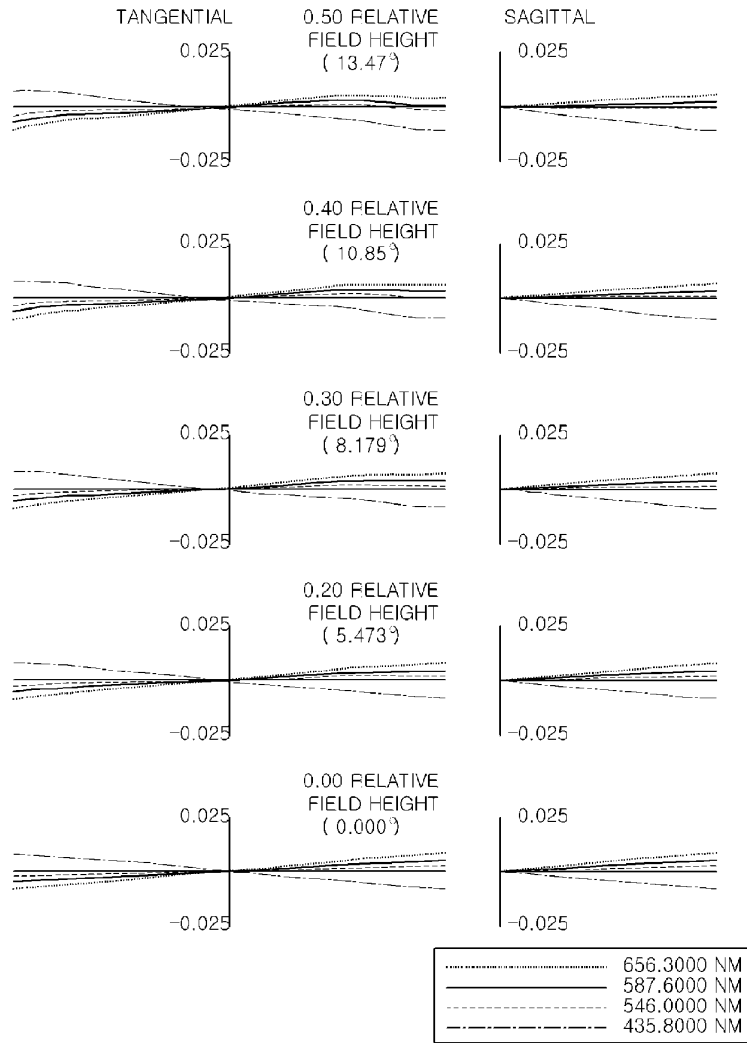 TANGENTIAL
0.50 RELATIVE
FIELD HEIGHT
( 13.47°)
SAGITTAL
0.025
0.025
-0.025
-0.025
0.40 RELATIVE
FIELD HEIGHT
( 10.85°)
0.025
0.025
-0.025
-0.025
0.30 RELATIVE
FIELD HEIGHT
( 8.179°)
0.025
0.025
-0.025
-0.025
0.20 RELATIVE
FIELD HEIGHT
( 5.473°)
0.025
0.025
-0.025
-0.025
0.00 RELATIVE
FIELD HEIGHT
( 0.000°)
0.025
0.025
-0.025
-0.025
656.3000 NM
587.6000 NM
546.0000 NM
435.8000 NM